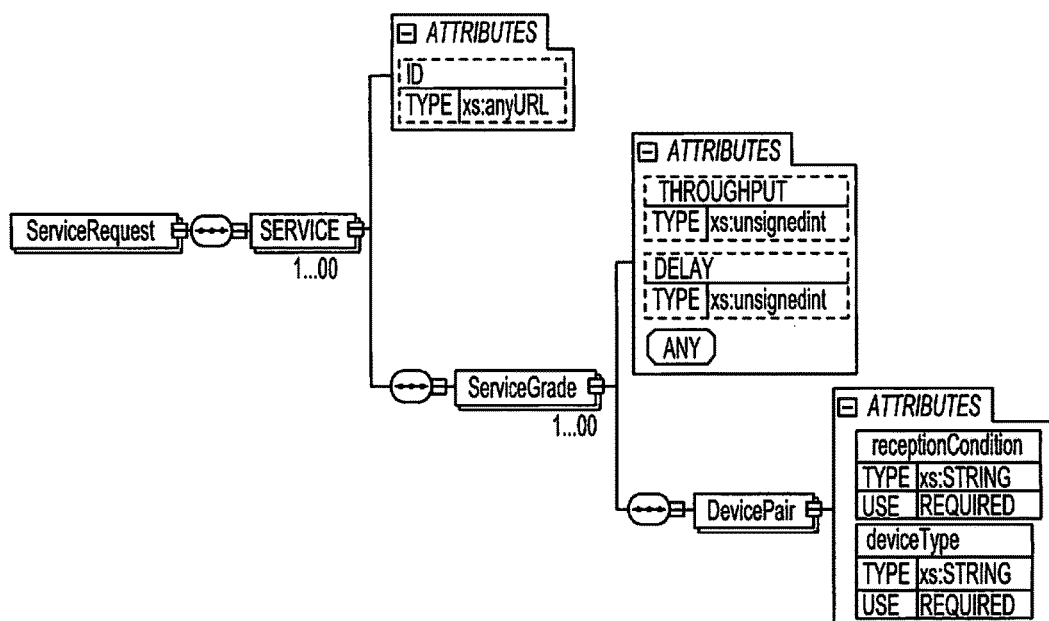 ATTRIBUTES
ID
TYPE xs:anyURL
ATTRIBUTES
THROUGHPUT
TYPE xs:unsignedint
DELAY
TYPE xs:unsignedint
ANY
ServiceRequest
SERVICE
1...00
ServiceGrade
1...00
ATTRIBUTES
receptionCondition
TYPE xs:STRING
USE REQUIRED
deviceType
TYPE xs:STRING
USE REQUIRED
DevicePair